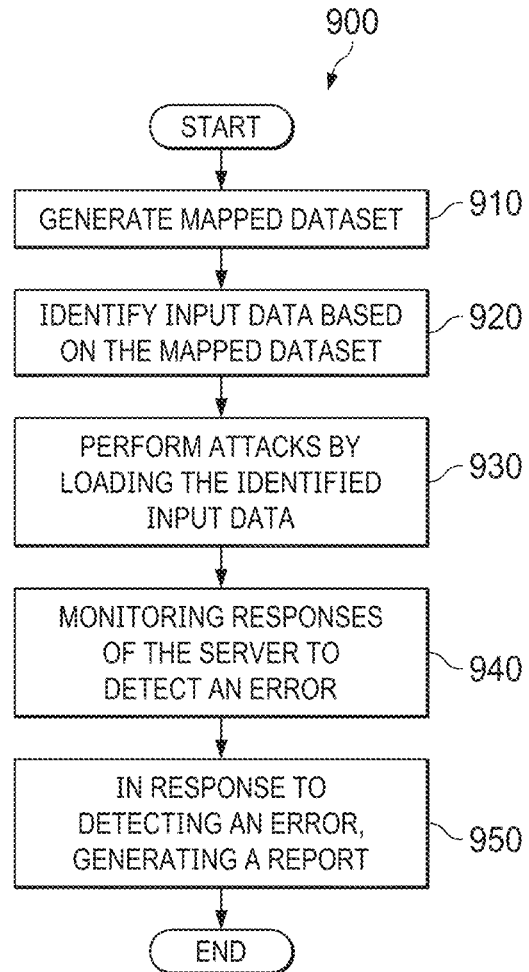 900
START
GENERATE MAPPED DATASET
910
IDENTIFY INPUT DATA BASED
ON THE MAPPED DATASET
920
PERFORM ATTACKS BY
LOADING THE IDENTIFIED
INPUT DATA
930
MONITORING RESPONSES
OF THE SERVER TO
DETECT AN ERROR
940
IN RESPONSE TO
DETECTING AN ERROR,
GENERATING A REPORT
950
END